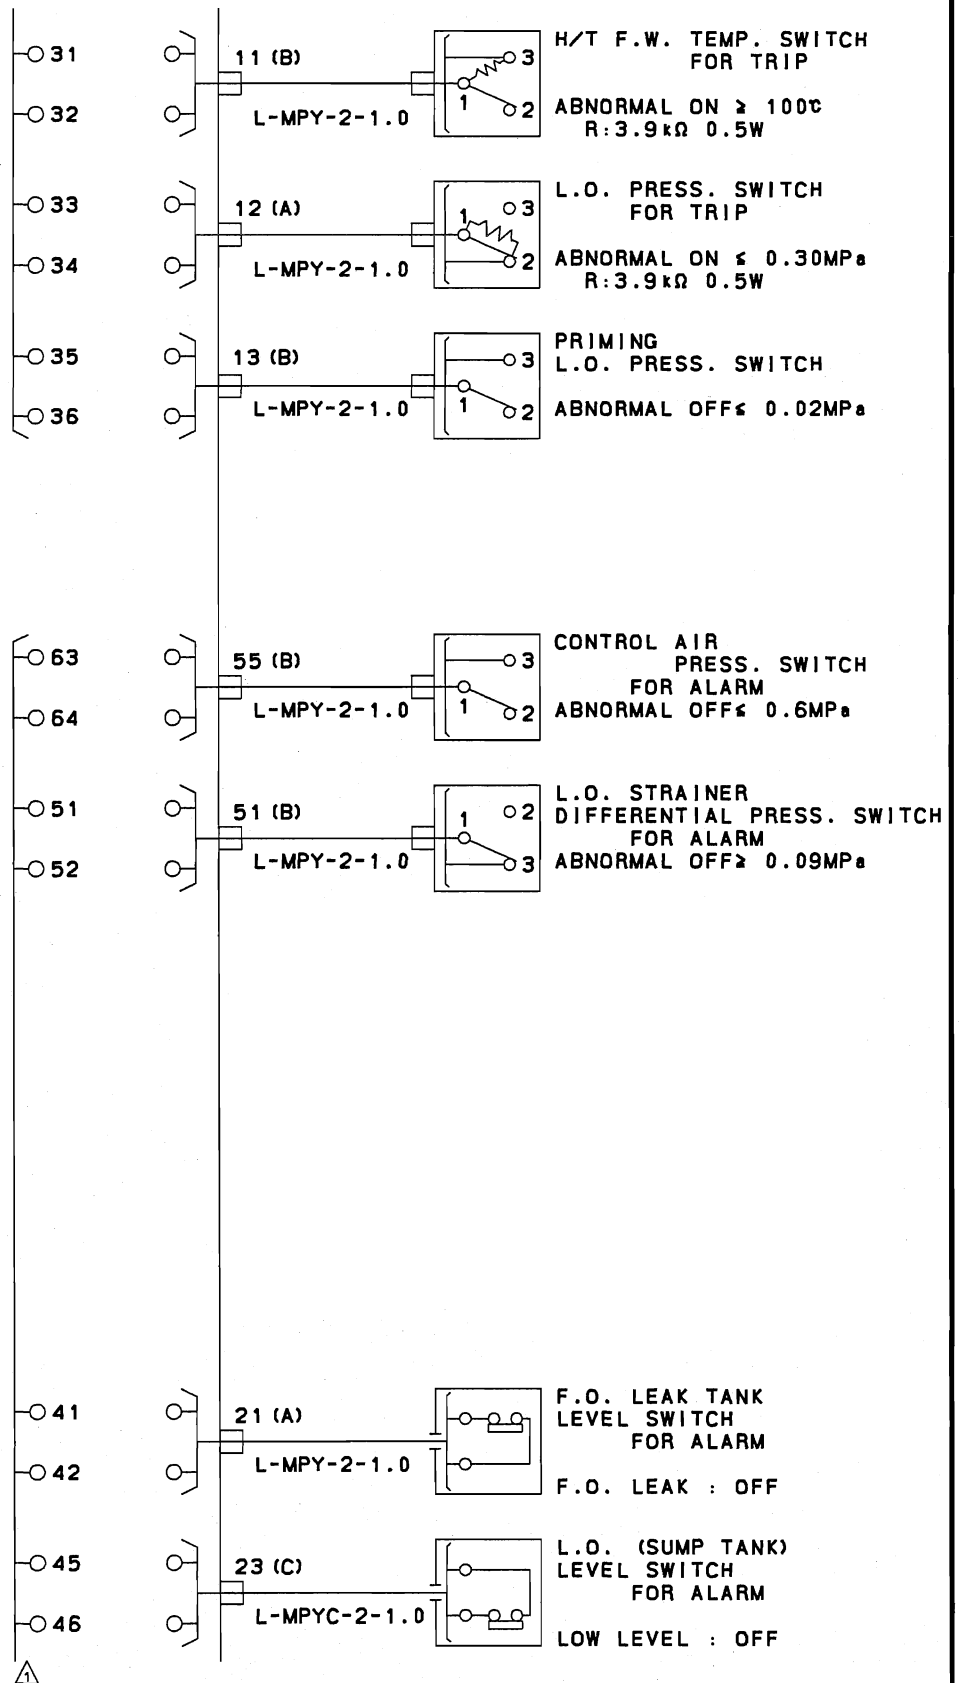 31
11 (B)
3
H/T F.W. TEMP. SWITCH
FOR TRIP
32
L-MPY-2-1.0
1
2
ABNORMAL ON ≧ 100℃
R:3.9kΩ 0.5W
33
12 (A)
1
3
L.O. PRESS. SWITCH
FOR TRIP
34
L-MPY-2-1.0
2
ABNORMAL ON ≦ 0.30MPa
R:3.9kΩ 0.5W
35
13 (B)
3
PRIMING
L.O. PRESS. SWITCH
36
L-MPY-2-1.0
1
2
ABNORMAL OFF≦ 0.02MPa
63
55 (B)
3
CONTROL AIR
PRESS. SWITCH
FOR ALARM
64
L-MPY-2-1.0
1
2
ABNORMAL OFF≦ 0.6MPa
51
51 (B)
1
2
L.O. STRAINER
DIFFERENTIAL PRESS. SWITCH
FOR ALARM
52
L-MPY-2-1.0
3
ABNORMAL OFF≧ 0.09MPa
41
21 (A)
F.O. LEAK TANK
LEVEL SWITCH
FOR ALARM
42
L-MPY-2-1.0
F.O. LEAK : OFF
45
23 (C)
L.O. (SUMP TANK)
LEVEL SWITCH
FOR ALARM
46
L-MPYC-2-1.0
LOW LEVEL : OFF
1